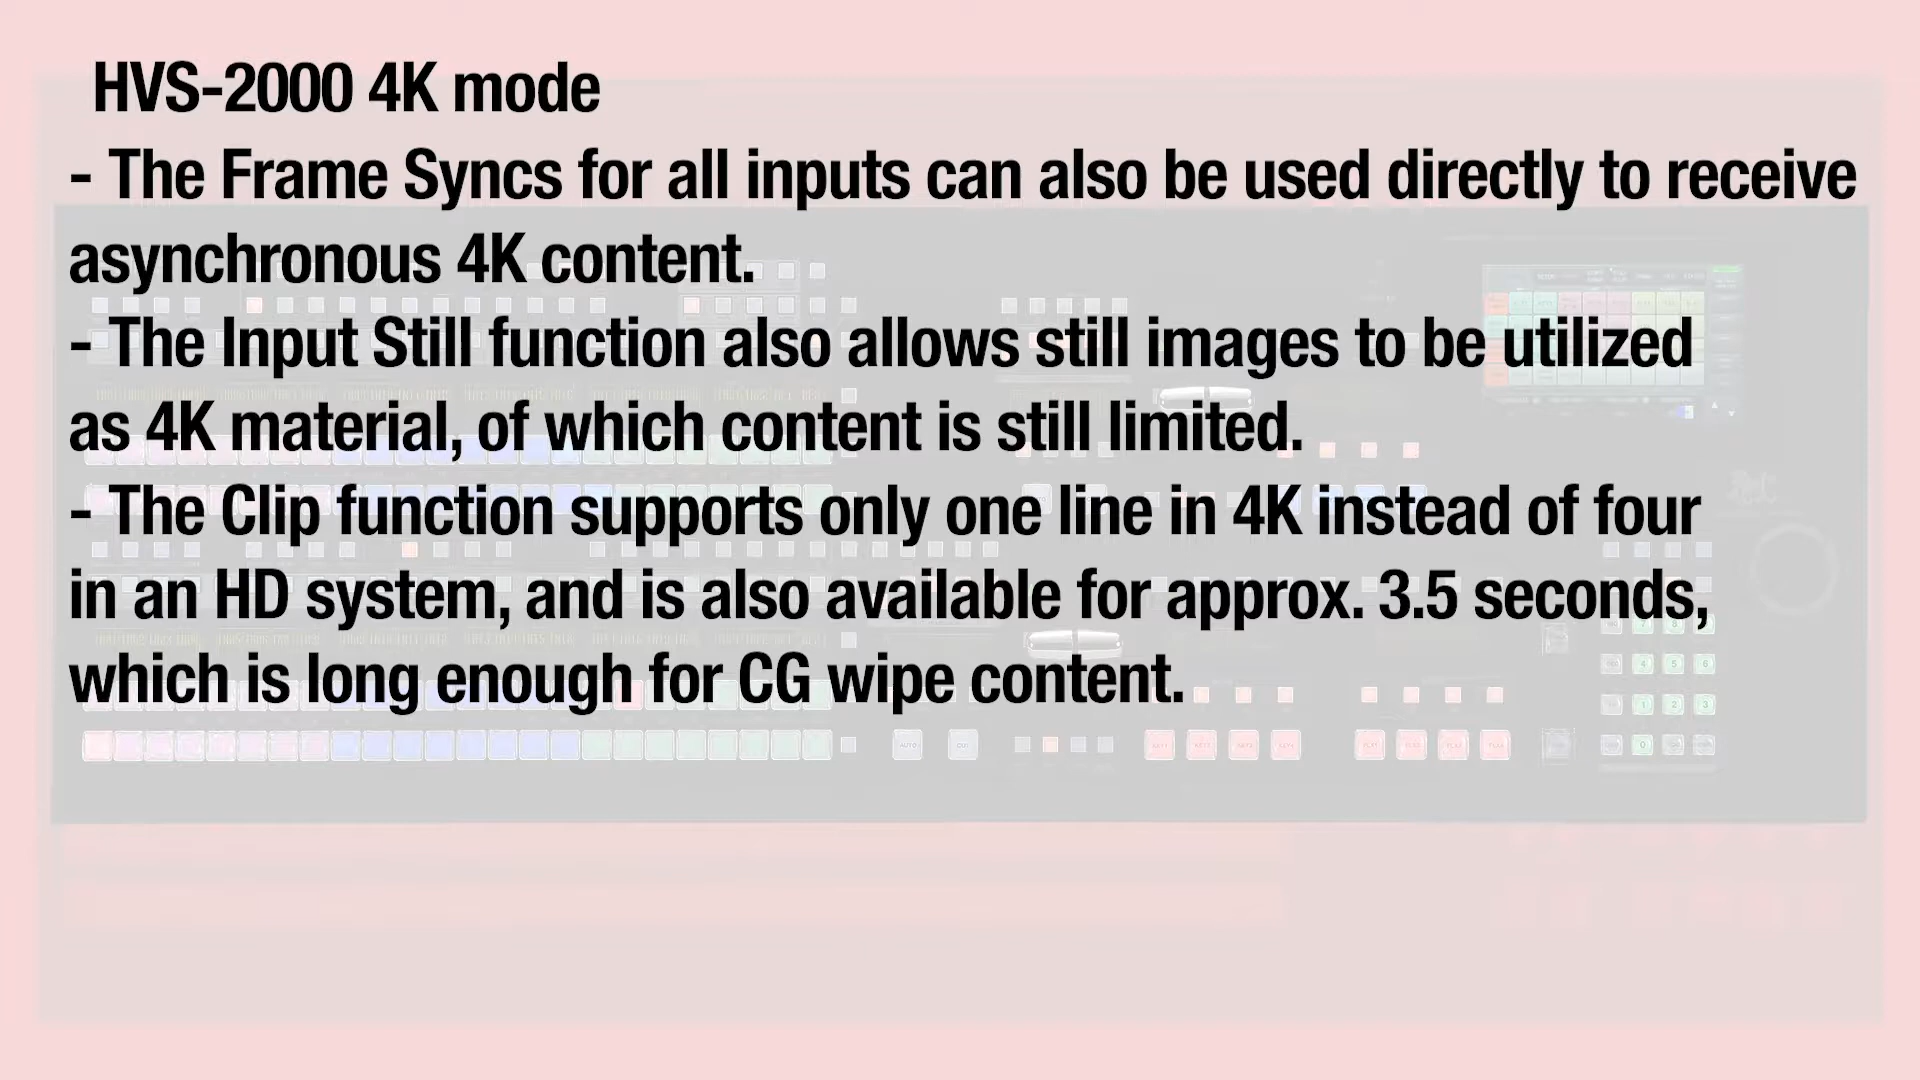 HVS-2000 4K mode
- The Frame Syncs for all inputs can also be used directly to receive
asynchronous 4K content.
- The Input Still function also allows still images to be utilized
as 4K material, of which content is still limited.
- The Clip function supports only one line in 4K instead of four
in an HD system, and is also available for approx. 3.5 seconds,
which is long enough for CG wipe content.